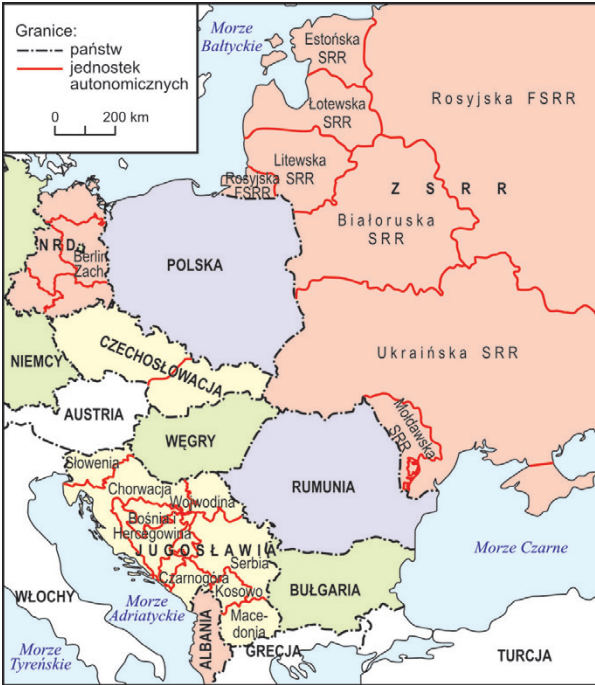 Granice:
państw
jednostek
autonomicznych
0 200 km
Morze
Bałtyckie
Estońska
SRR
Rosyjska FSRR
Łotewska
SRR
Litewska
SRR
Rosyjska
FSRR
Z S R R
Białoruska
SRR
NRD
Berlin
Zach.
POLSKA
NIEMCY
CZECHOSŁOWACJA
Ukraińska SRR
AUSTRIA
WĘGRY
Mołdawska
SRR
RUMUNIA
Słowenia
Chorwacja
Wojwodina
Bośnia i
Hercegowina
JUGOSŁAWIA
Serbia
Czarnogóra
Kosowo
Morze Czarne
BUŁGARIA
WŁOCHY
Morze
Adriatyckie
Mace-
donia
ALBANIA
GRECJA
Morze
Tyreńskie
TURCJA